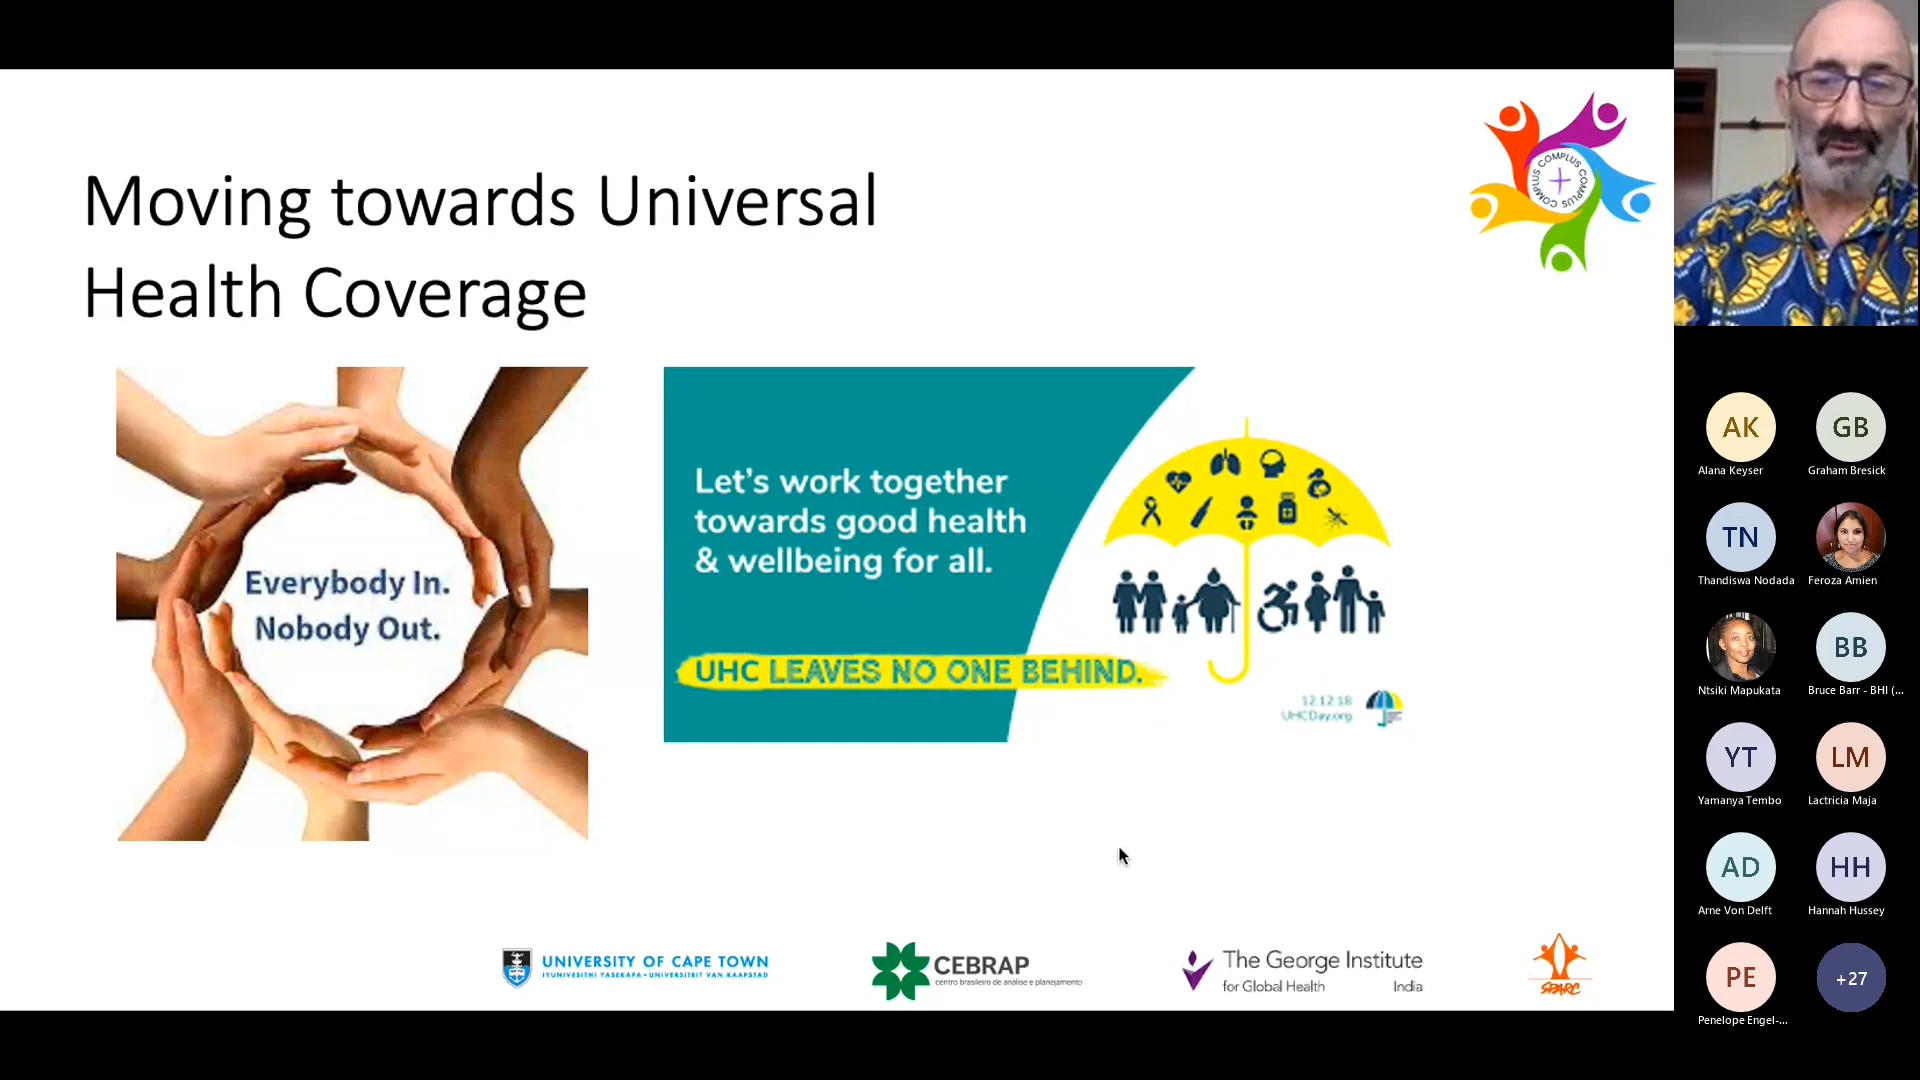 Moving towards Universal
Health Coverage
COMPLUS COMPLUS COMPLUS
Everybody In.
Nobody Out.
Let's work together
towards good health
& wellbeing for all.
UHC LEAVES NO ONE BEHIND.
12.12.18
UHCDay.org
UNIVERSITY OF CAPE TOWN
IYUNIVESITHI YASEKAPA • UNIVERSITEIT VAN KAAPSTAD
CEBRAP
centro brasileiro de análise e planejamento
The George Institute
for Global Health India
SPARC
AK
Alana Keyser
GB
Graham Bresick
TN
Thandiswa Nodada
Feroza Amien
Ntsiki Mapukata
BB
Bruce Barr - BHI (...
YT
Yamanya Tembo
LM
Lactricia Maja
AD
Arne Von Delft
HH
Hannah Hussey
PE
Penelope Engel-...
+27